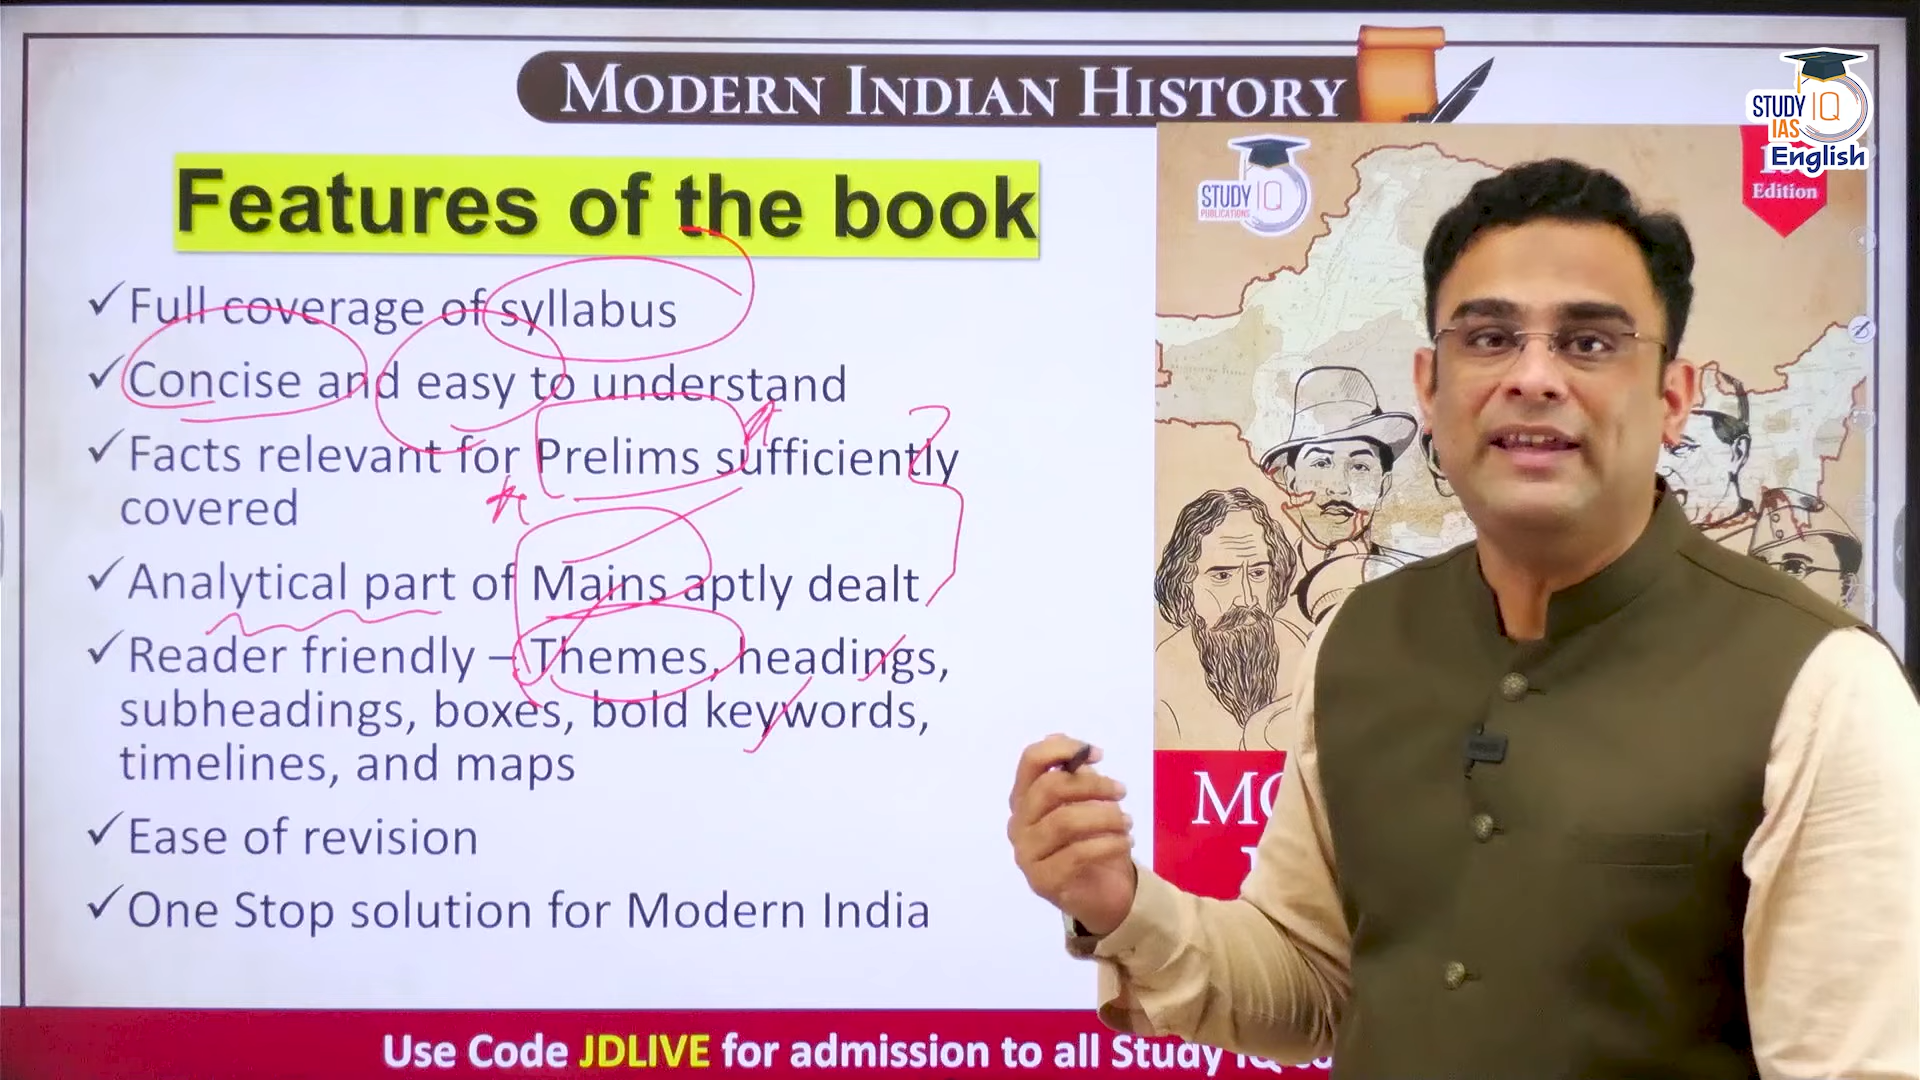 MODERN INDIAN HISTORY
STUDY IQ
IAS
English
Edition
STUDY IQ
PUBLICATIONS
Features of the book
✓Full coverage of syllabus
✓Concise and easy to understand
✓Facts relevant for Prelims sufficiently
covered
✓Analytical part of Mains aptly dealt
✓Reader friendly – Themes, headings,
subheadings, boxes, bold keywords,
timelines, and maps
✓Ease of revision
✓One Stop solution for Modern India
Use Code JDLIVE for admission to all Study IQ